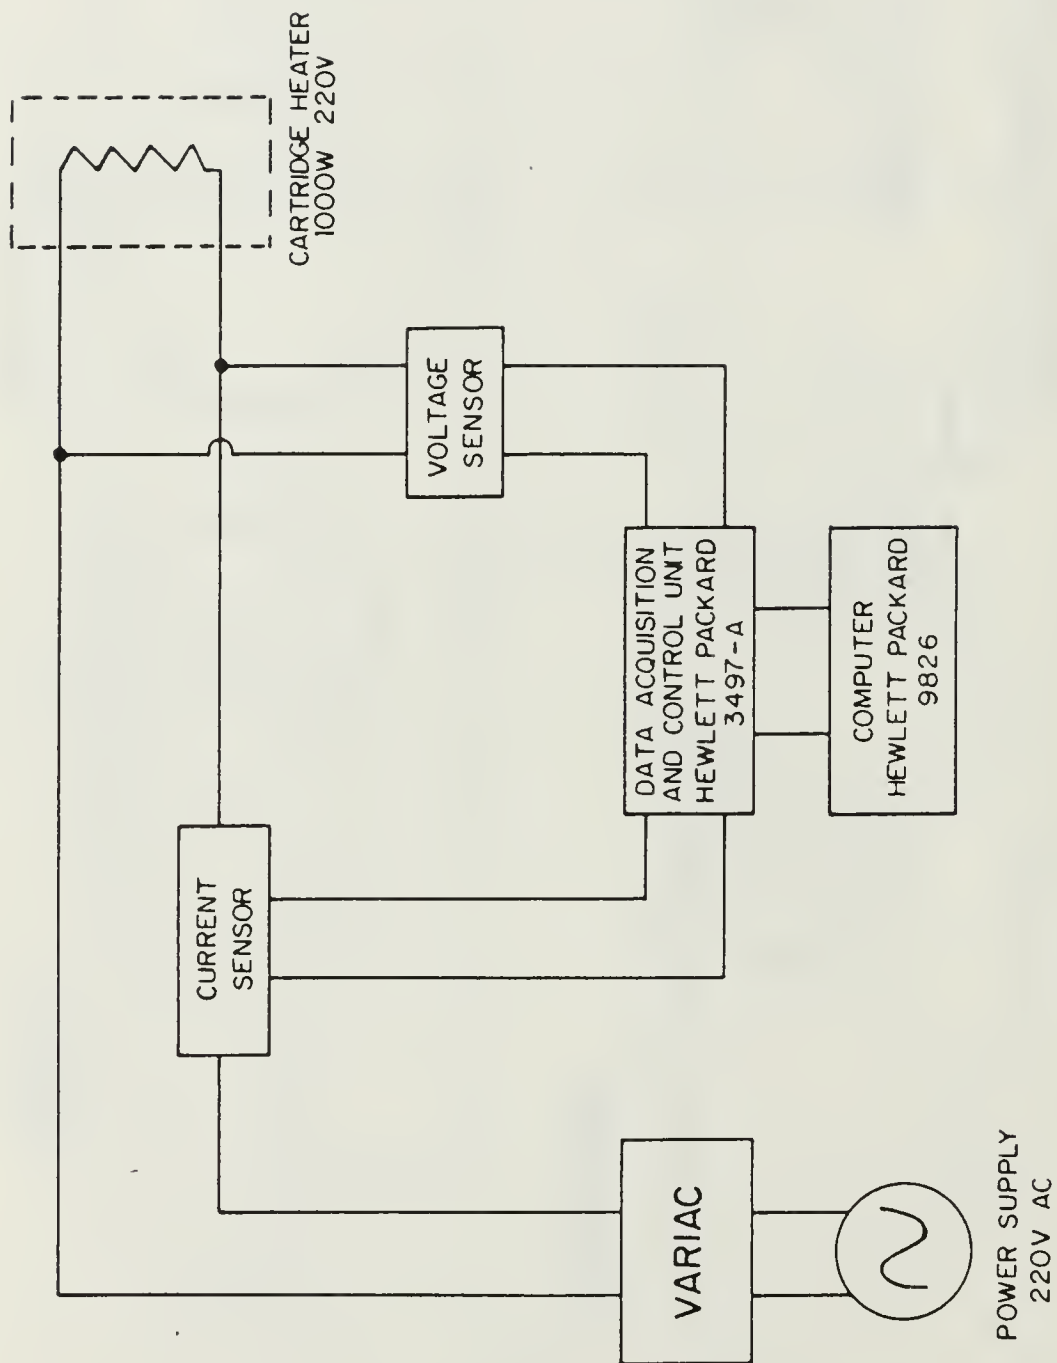 CARTRIDGE HEATER
1000W 220V
VOLTAGE
SENSOR
CURRENT
SENSOR
DATA ACQUISITION
AND CONTROL UNIT
HEWLETT PACKARD
3497-A
COMPUTER
HEWLETT PACKARD
9826
VARIAC
POWER SUPPLY
220V AC